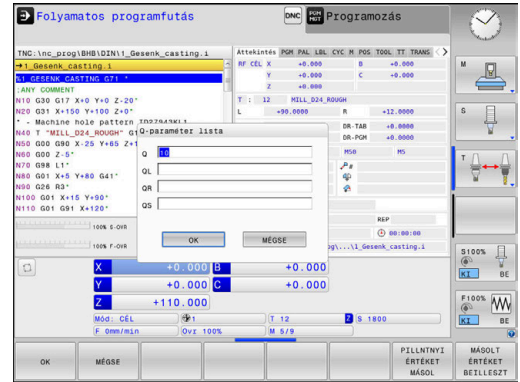 Folyamatos programfutás
DNC
PGM MGT
Programozás
TNC:\nc_prog\BHB\DIN\1_Gesenk_casting.i
→1_Gesenk_casting.i
%1_GESENK_CASTING G71 *
;ANY COMMENT
N10 G30 G17 X+0 Y+0 Z-20*
N20 G31 X+150 Y+100 Z+0*
* - Machine hole pattern ID27943KL1
N40 T "MILL_D24_ROUGH" G1
N50 G00 G90 X-25 Y+65 Z+1
N60 G00 Z-5*
N70 G98 L1*
N80 G01 X+5 Y+80 G41*
N90 G26 R3*
N100 G01 X+15 Y+90*
N110 G01 G91 X+120*
100% S-OVR
100% F-OVR
Attekintés PGM PAL LBL CYC M POS TOOL TT TRANS
RF CÉL X +0.000 B +0.000
Y +0.000 C +0.000
Z +0.000
T : 12 MILL_D24_ROUGH
L +90.0000 R +12.0000
DR-TAB +0.0000
DR-PGM +0.0000
M50 M5
REP
00:00:00
Q-paraméter lista
Q 10
QL
QR
QS
OK MÉGSE
X +0.000 B +0.000
Y +0.000 C +0.000
Z +110.000
Mód: CÉL 1 T 12 Z S 1800
F 0mm/min Ovr 100% M 5/9
M
S
T
S100%
KI BE
F100%
KI BE
OK
MÉGSE
PILLNTNYI ÉRTÉKET MÁSOL
MÁSOLT ÉRTÉKET BEILLESZT